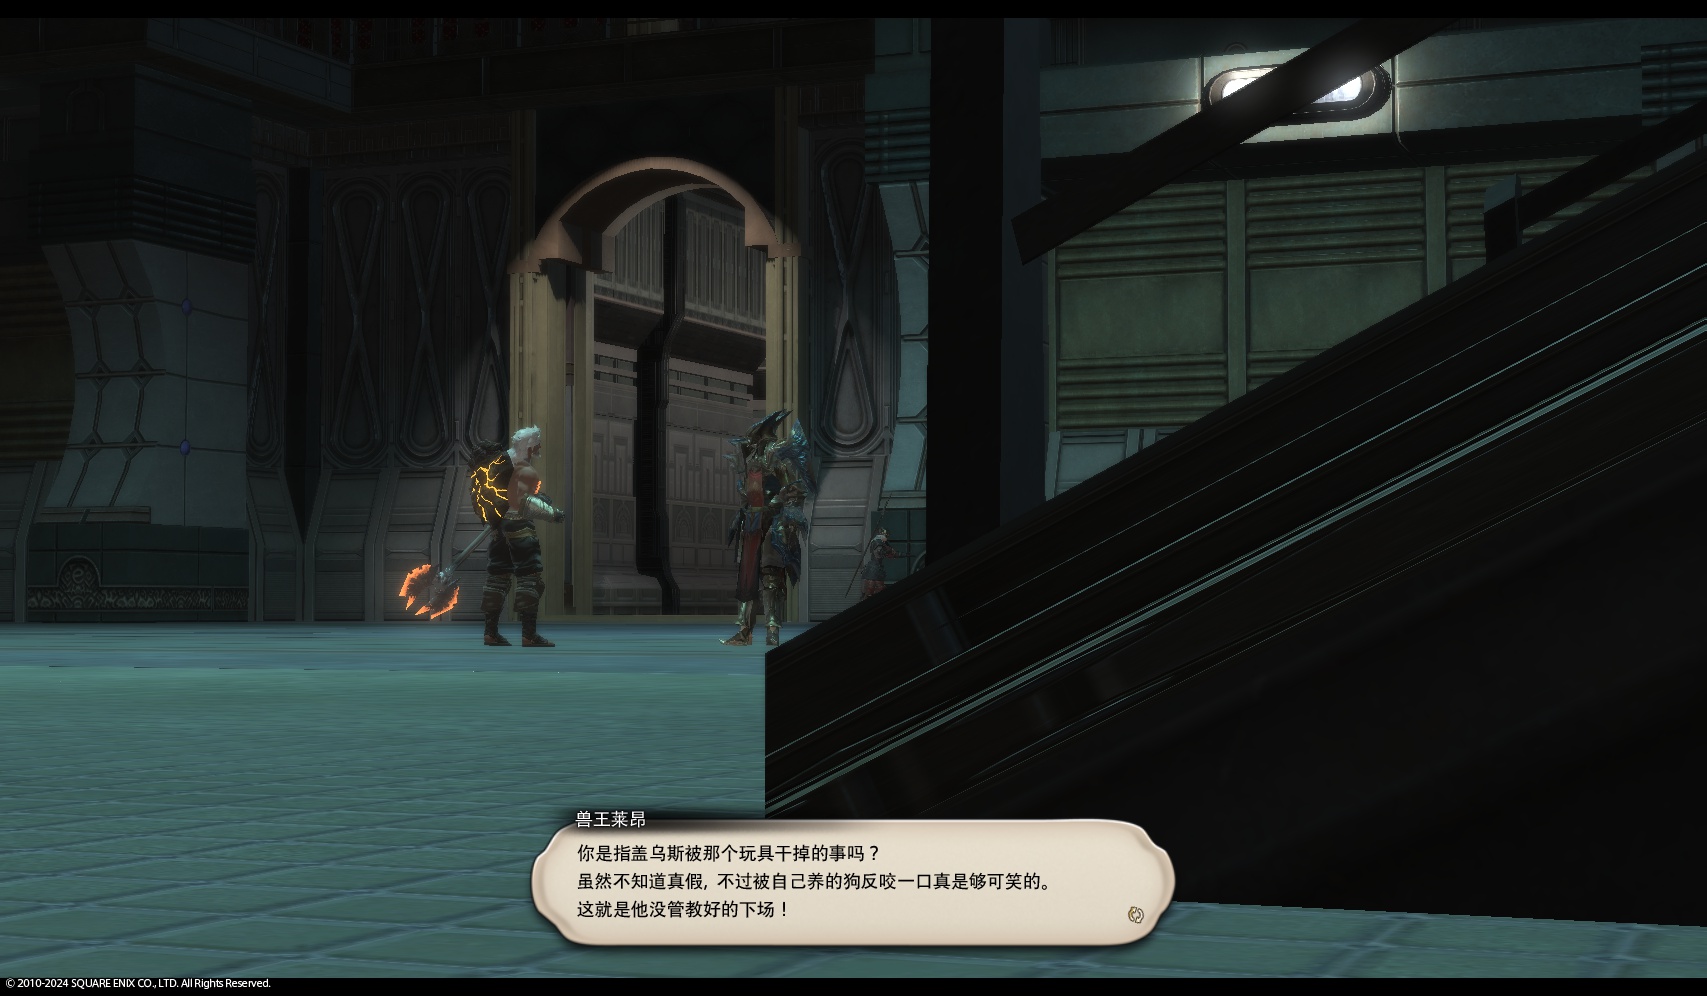 兽王莱昂
你是指盖乌斯被那个玩具干掉的事吗？
虽然不知道真假，不过被自己养的狗反咬一口真是够可笑的。
这就是他没管教好的下场！
© 2010-2024 SQUARE ENIX CO., LTD. All Rights Reserved.